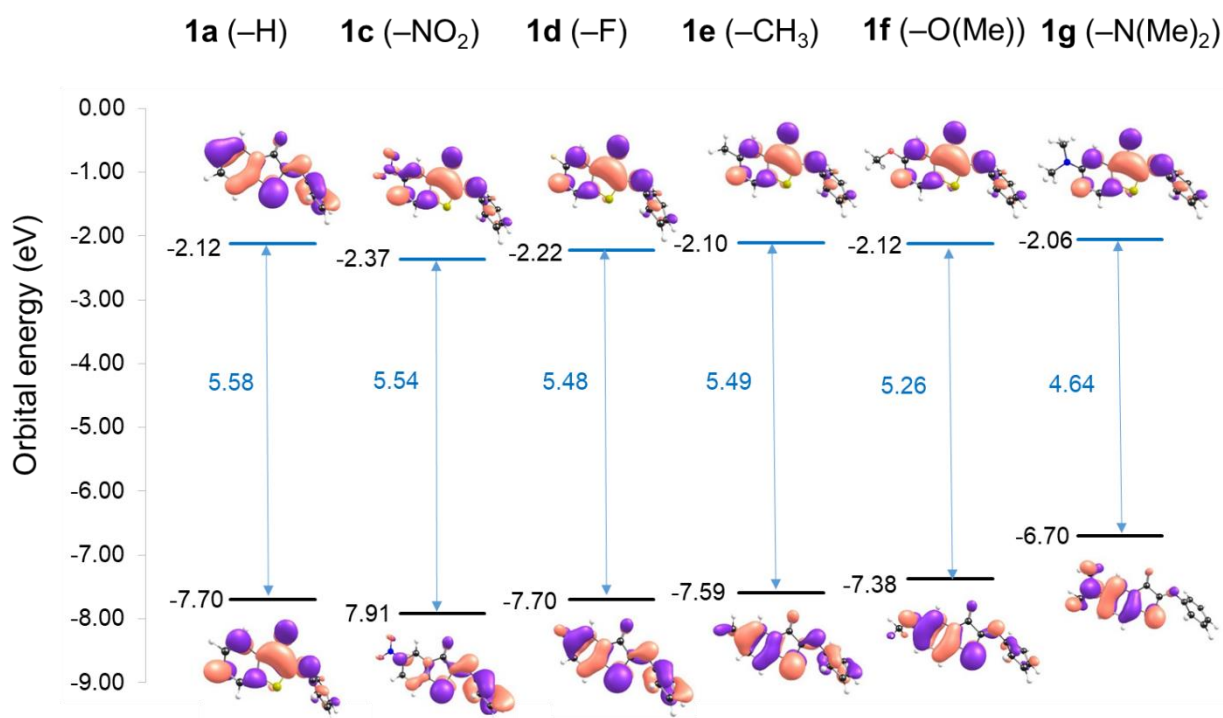 1a (–H) 1c (–NO₂) 1d (–F) 1e (–CH₃) 1f (–O(Me)) 1g (–N(Me)₂)
Orbital energy (eV)
0.00
-1.00
-2.00
-3.00
-4.00
-5.00
-6.00
-7.00
-8.00
-9.00
-2.12 -2.37 -2.22 -2.10 -2.12 -2.06
5.58 5.54 5.48 5.49 5.26 4.64
-7.70 7.91 -7.70 -7.59 -7.38 -6.70